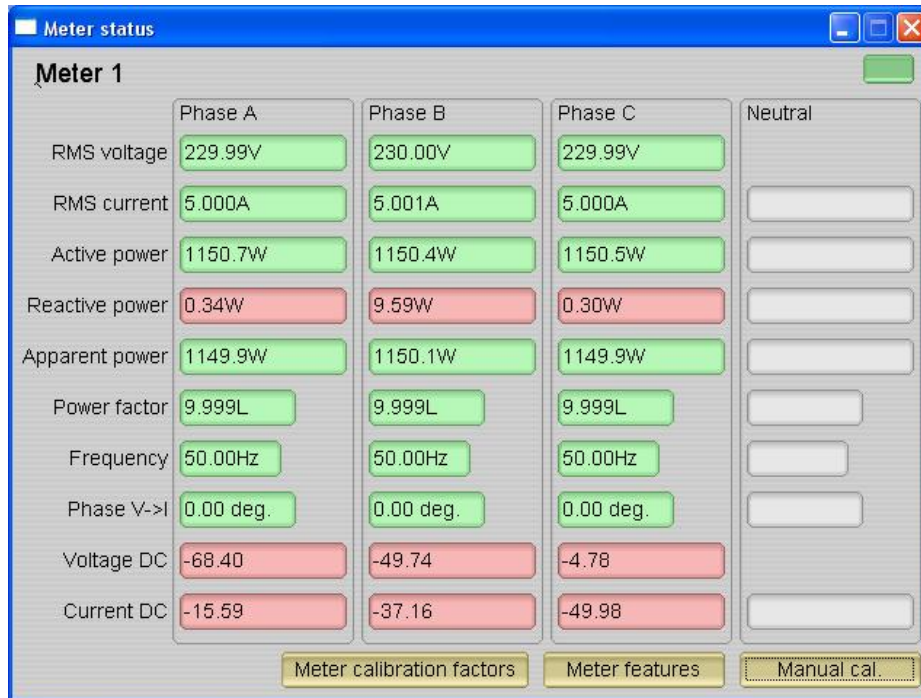 Meter status
Meter 1
Phase A Phase B Phase C Neutral
RMS voltage 229.99V 230.00V 229.99V
RMS current 5.000A 5.001A 5.000A
Active power 1150.7W 1150.4W 1150.5W
Reactive power 0.34W 9.59W 0.30W
Apparent power 1149.9W 1150.1W 1149.9W
Power factor 9.999L 9.999L 9.999L
Frequency 50.00Hz 50.00Hz 50.00Hz
Phase V->I 0.00 deg. 0.00 deg. 0.00 deg.
Voltage DC -68.40 -49.74 -4.78
Current DC -15.59 -37.16 -49.98
Meter calibration factors Meter features Manual cal.